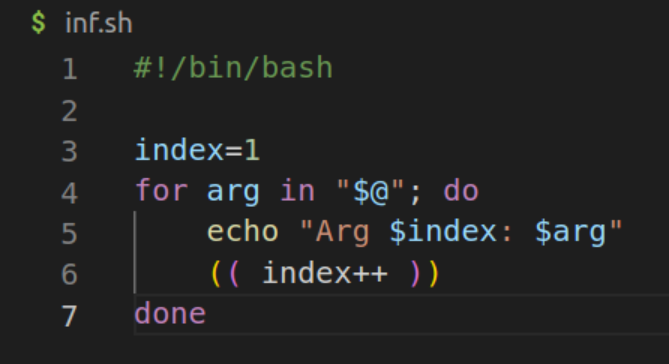 $ inf.sh
1 #!/bin/bash
2
3 index=1
4 for arg in "$@"; do
5     echo "Arg $index: $arg"
6     (( index++ ))
7 done